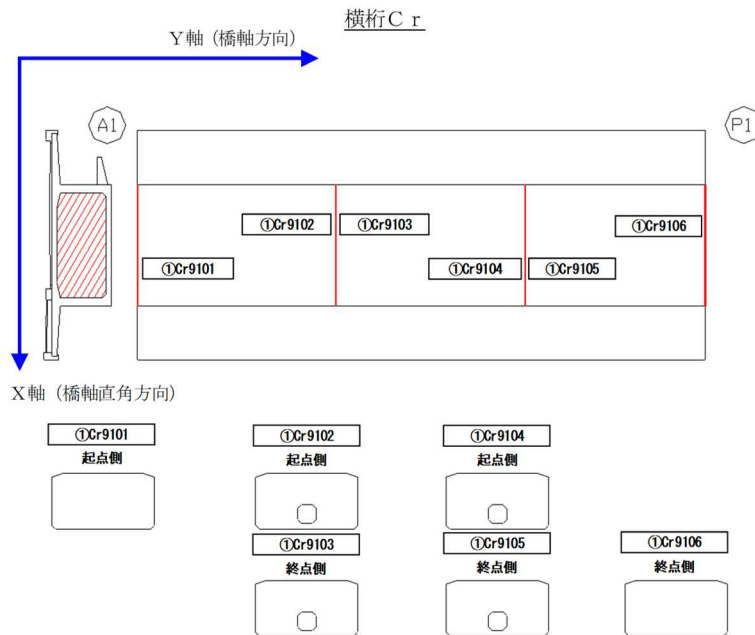 横桁Ｃｒ
Ｙ軸（橋軸方向）
A1
P1
①Cr9102
①Cr9103
①Cr9106
①Cr9101
①Cr9104
①Cr9105
Ｘ軸（橋軸直角方向）
①Cr9101
①Cr9102
①Cr9104
起点側
起点側
起点側
①Cr9103
①Cr9105
①Cr9106
終点側
終点側
終点側